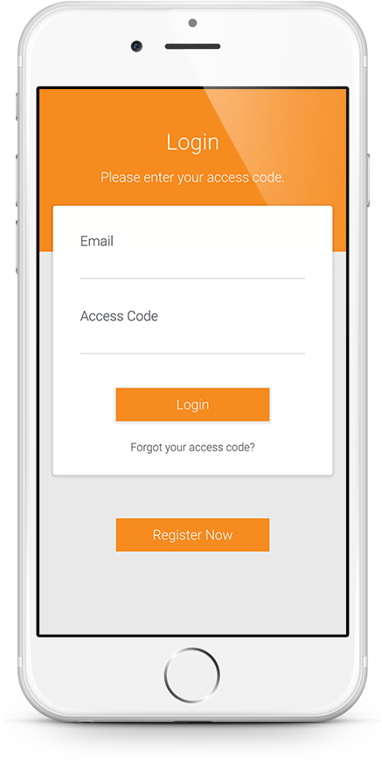 Login
Please enter your access code.
Email
Access Code
Login
Forgot your access code?
Register Now